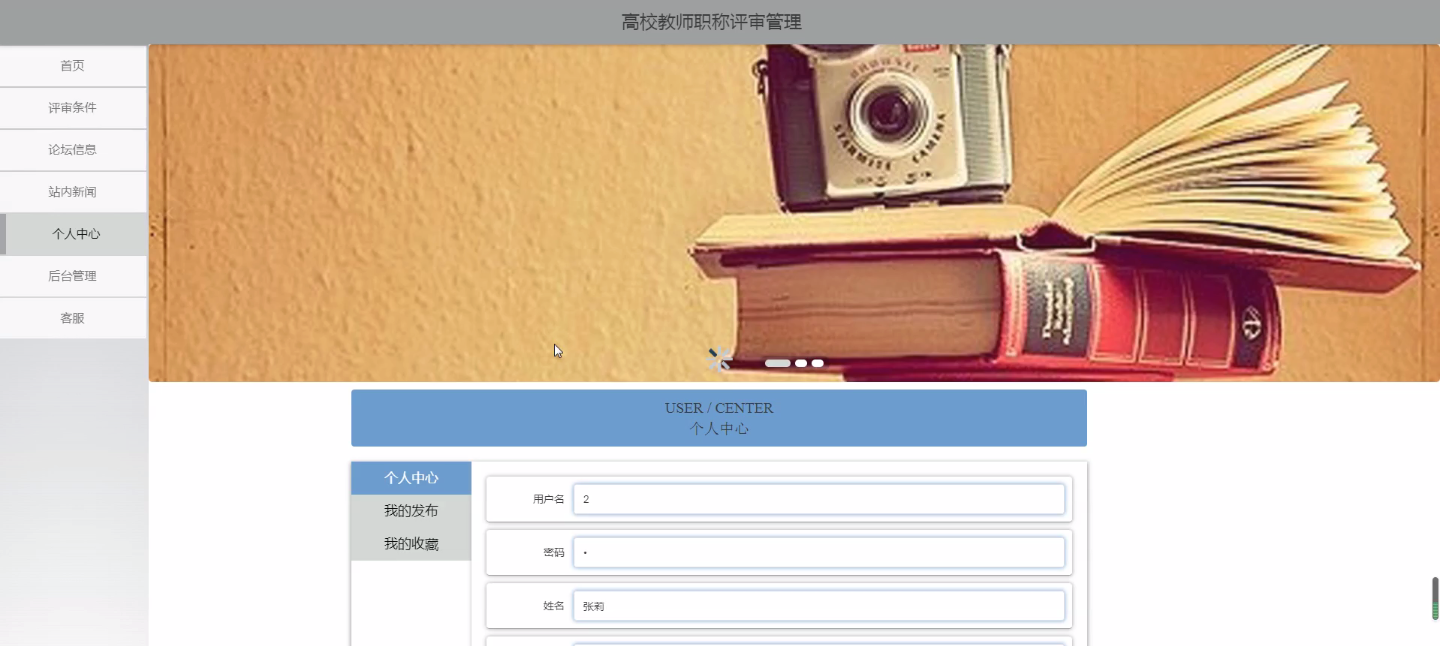 高校教师职称评审管理
首页
评审条件
论坛信息
站内新闻
个人中心
后台管理
客服
STARMITE CAMERA
USER / CENTER
个人中心
个人中心
我的发布
我的收藏
用户名
2
密码
•
姓名
张莉